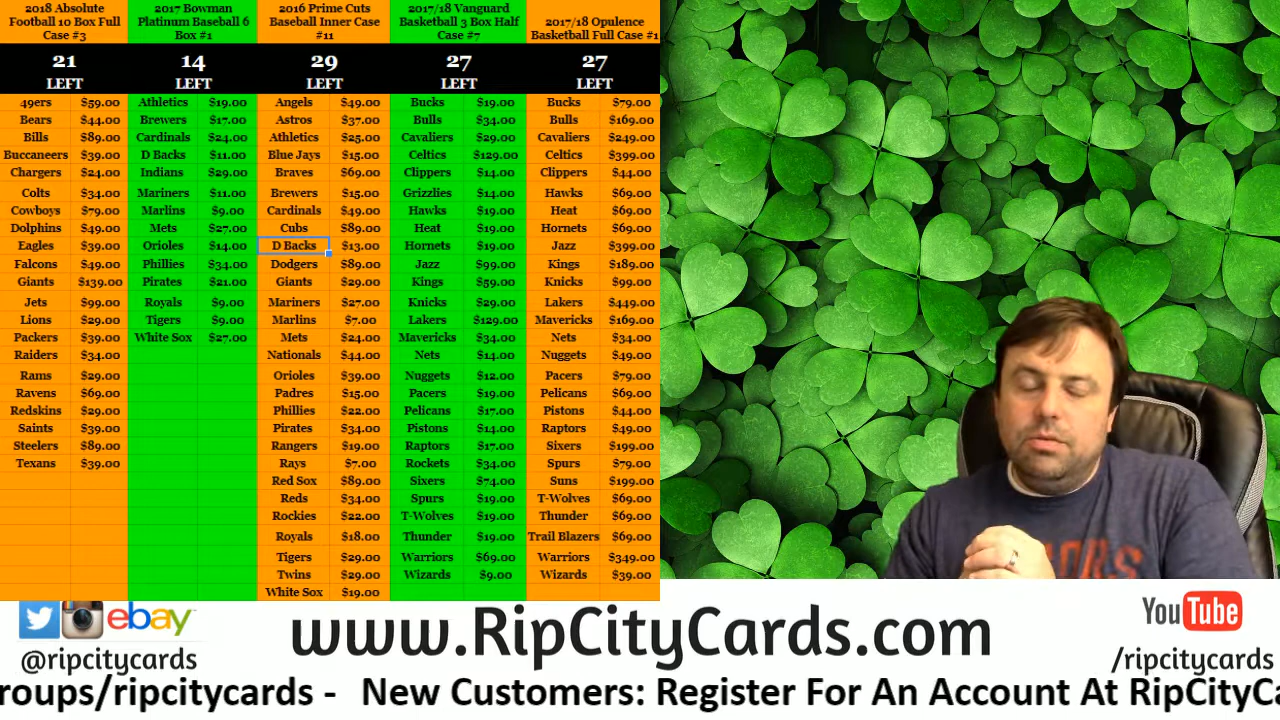 2018 Absolute Football 10 Box Full Case #3
21
LEFT
49ers $59.00
Bears $44.00
Bills $89.00
Buccaneers $39.00
Chargers $24.00
Colts $34.00
Cowboys $79.00
Dolphins $49.00
Eagles $39.00
Falcons $49.00
Giants $139.00
Jets $99.00
Lions $29.00
Packers $39.00
Raiders $34.00
Rams $29.00
Ravens $69.00
Redskins $29.00
Saints $39.00
Steelers $89.00
Texans $39.00
2017 Bowman Platinum Baseball 6 Box #1
14
LEFT
Athletics $19.00
Brewers $17.00
Cardinals $24.00
D Backs $11.00
Indians $29.00
Mariners $11.00
Marlins $9.00
Mets $27.00
Orioles $14.00
Phillies $34.00
Pirates $21.00
Royals $9.00
Tigers $9.00
White Sox $27.00
2016 Prime Cuts Baseball Inner Case #11
29
LEFT
Angels $49.00
Astros $37.00
Athletics $25.00
Blue Jays $15.00
Braves $69.00
Brewers $15.00
Cardinals $49.00
Cubs $89.00
D Backs $13.00
Dodgers $89.00
Giants $29.00
Mariners $27.00
Marlins $7.00
Mets $24.00
Nationals $44.00
Orioles $39.00
Padres $15.00
Phillies $22.00
Pirates $34.00
Rangers $19.00
Rays $7.00
Red Sox $89.00
Reds $34.00
Rockies $22.00
Royals $18.00
Tigers $29.00
Twins $29.00
White Sox $19.00
2017/18 Vanguard Basketball 3 Box Half Case #7
27
LEFT
Bucks $19.00
Bulls $34.00
Cavaliers $29.00
Celtics $129.00
Clippers $14.00
Grizzlies $14.00
Hawks $19.00
Heat $19.00
Hornets $19.00
Jazz $99.00
Kings $59.00
Knicks $29.00
Lakers $129.00
Mavericks $34.00
Nets $14.00
Nuggets $12.00
Pacers $19.00
Pelicans $17.00
Pistons $14.00
Raptors $17.00
Rockets $34.00
Sixers $74.00
Spurs $19.00
T-Wolves $19.00
Thunder $19.00
Warriors $69.00
Wizards $9.00
2017/18 Opulence Basketball Full Case #1
27
LEFT
Bucks $79.00
Bulls $169.00
Cavaliers $249.00
Celtics $399.00
Clippers $44.00
Hawks $69.00
Heat $69.00
Hornets $69.00
Jazz $399.00
Kings $189.00
Knicks $99.00
Lakers $449.00
Mavericks $169.00
Nets $34.00
Nuggets $49.00
Pacers $79.00
Pelicans $69.00
Pistons $44.00
Raptors $49.00
Sixers $199.00
Spurs $79.00
Suns $199.00
T-Wolves $69.00
Thunder $69.00
Trail Blazers $69.00
Warriors $349.00
Wizards $39.00
ebay
@ripcitycards
www.RipCityCards.com
YouTube
/ripcitycards
roups/ripcitycards - New Customers: Register For An Account At RipCityCa